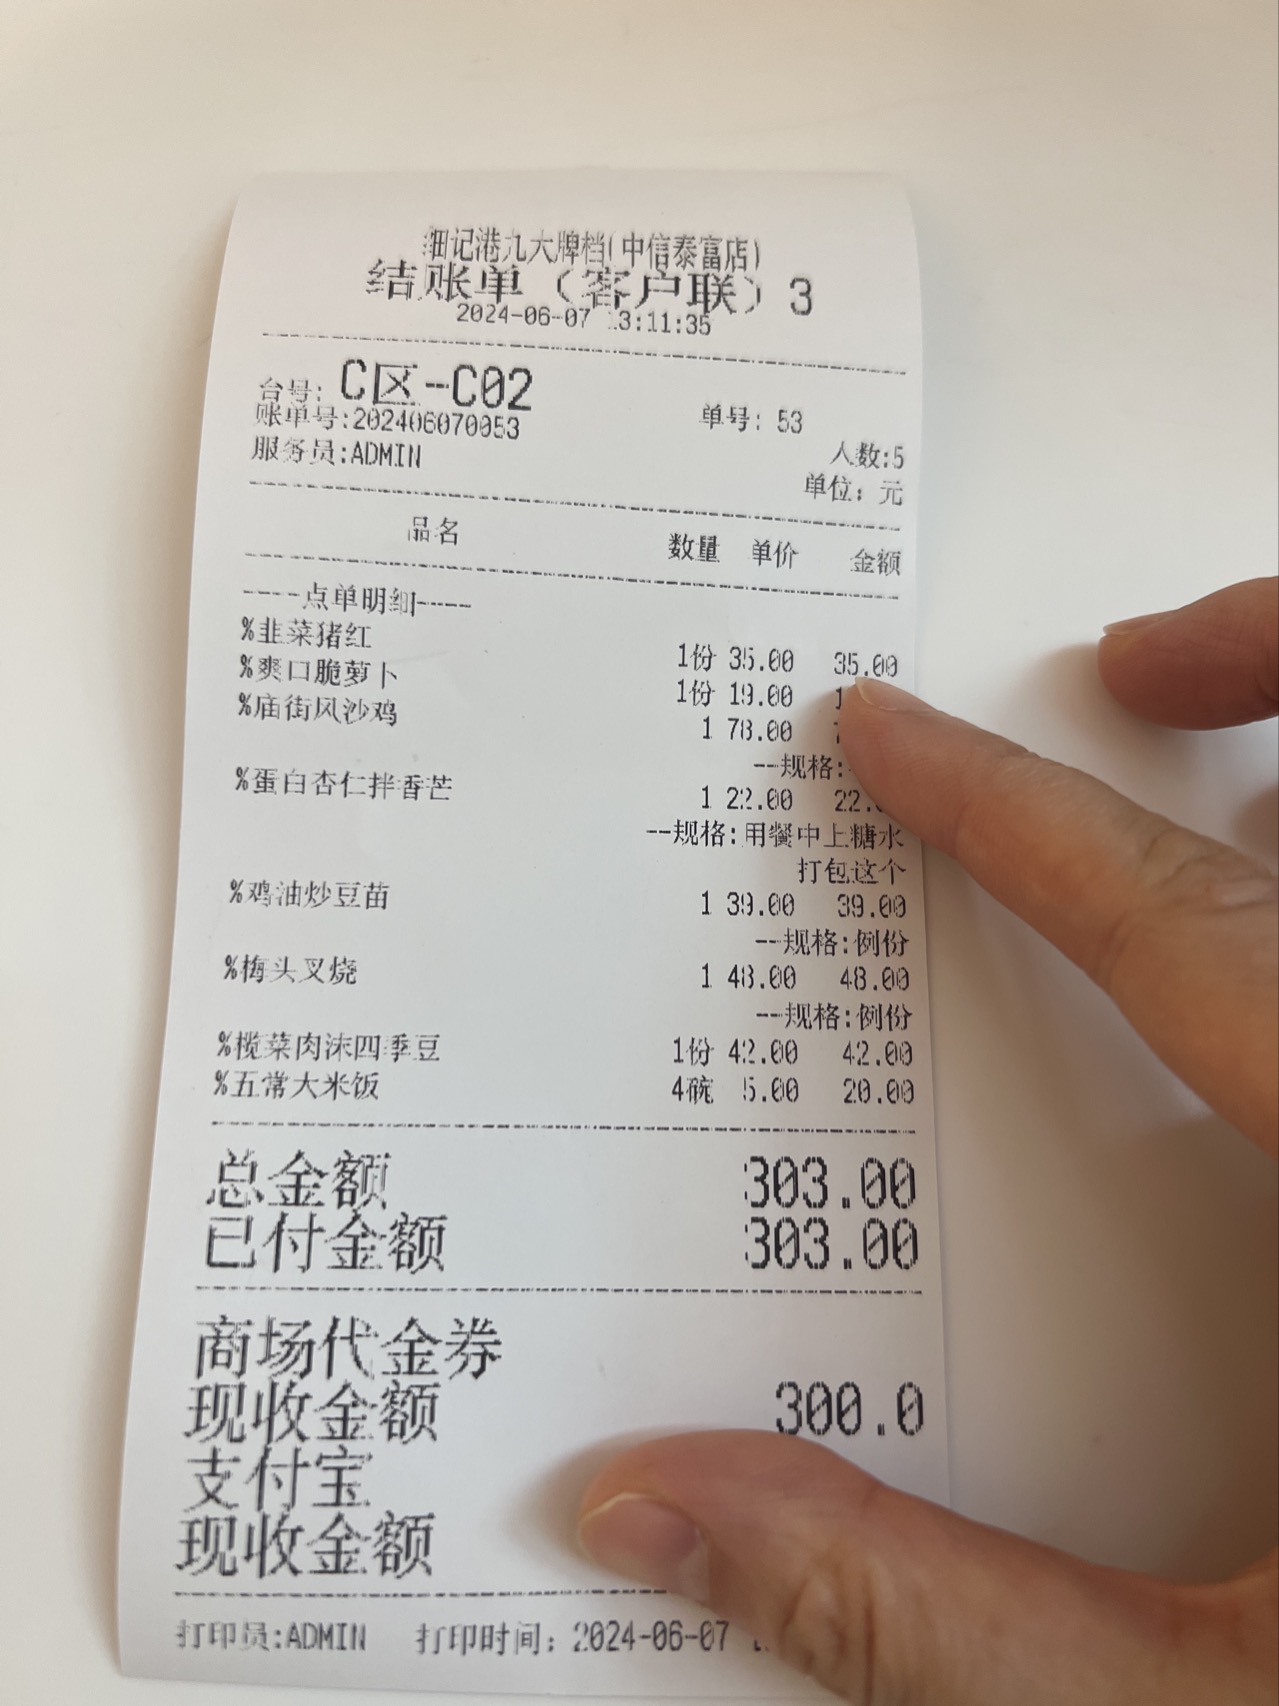 细记港九大牌档(中信泰富店)
结账单（客户联）3
2024-06-07 13:11:35
台号: C区-C02
账单号:202406070053 单号: 53
服务员:ADMIN 人数:5
单位: 元
品名 数量 单价 金额
----点单明细----
%韭菜猪红 1份 35.00 35.00
%爽口脆萝卜 1份 19.00
%庙街风沙鸡 1 78.00
--规格:
%蛋白杏仁拌香芒 1 22.00 22.
--规格:用餐中上糖水
打包这个
%鸡油炒豆苗 1 39.00 39.00
--规格:例份
%梅头叉烧 1 48.00 48.00
--规格:例份
%榄菜肉沫四季豆 1份 42.00 42.00
%五常大米饭 4碗 5.00 20.00
总金额 303.00
已付金额 303.00
商场代金券
现收金额 300.0
支付宝
现收金额
打印员:ADMIN 打印时间: 2024-06-07